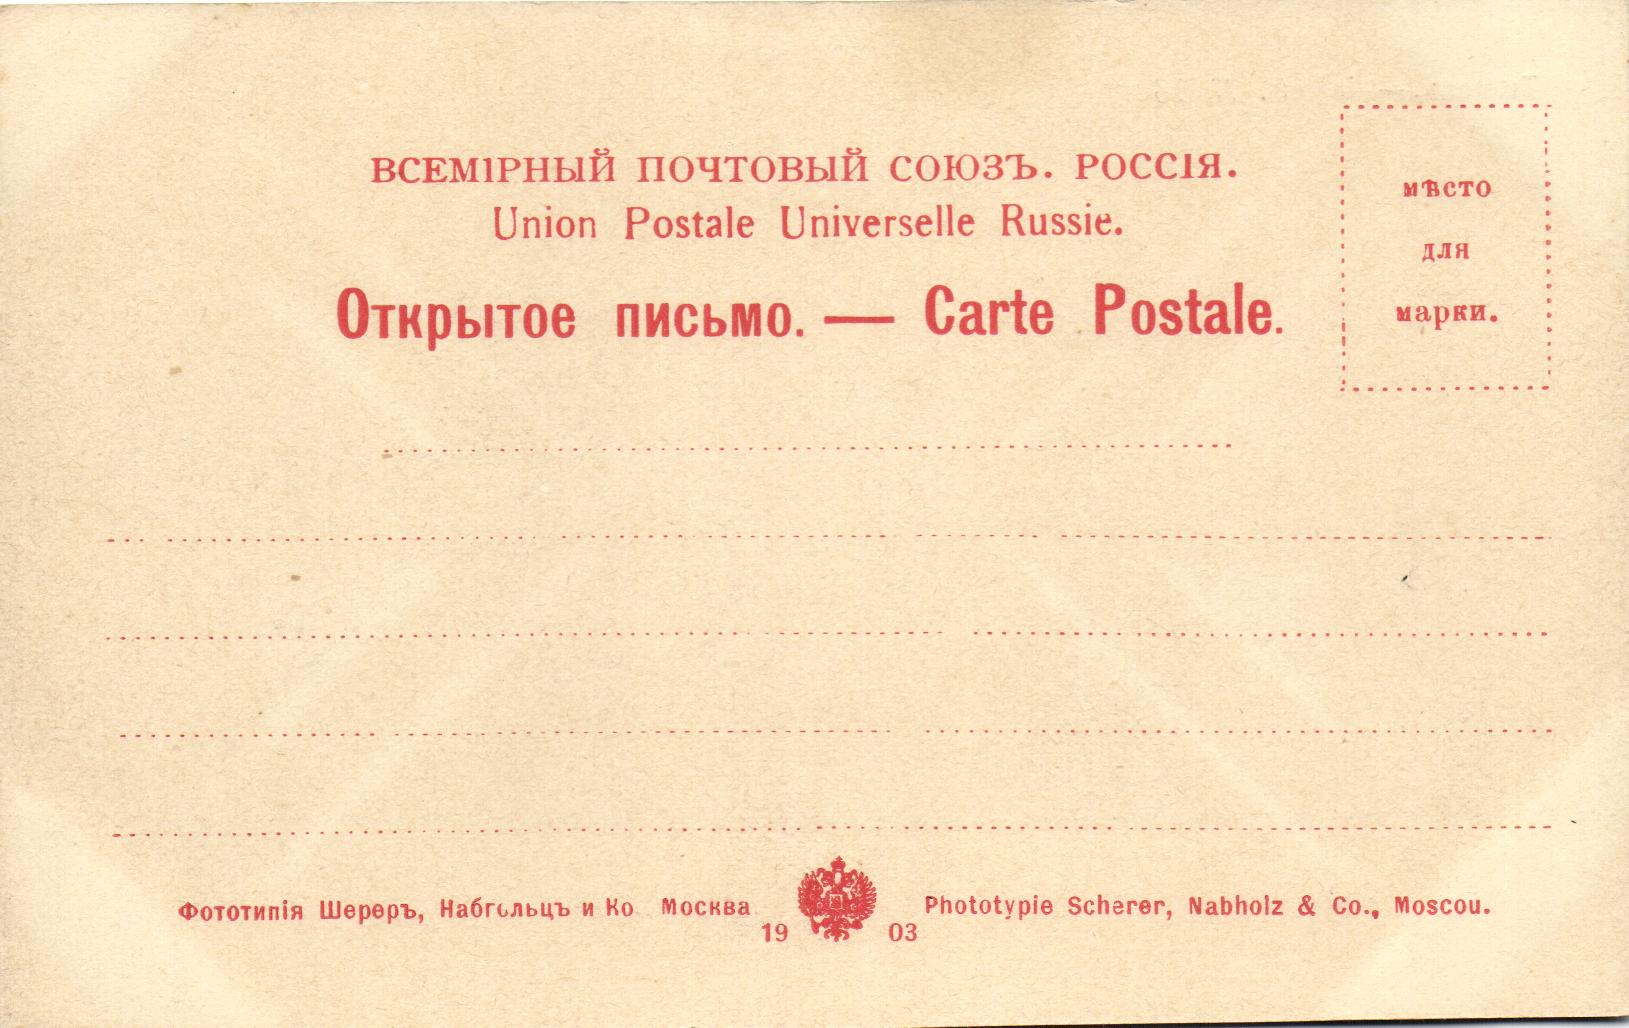 ВСЕМІРНЫЙ ПОЧТОВЫЙ СОЮЗЪ. РОССІЯ.
Union Postale Universelle Russie.
Открытое письмо. — Carte Postale.
мѣсто
для
марки.
Фототипія Шереръ, Набгольцъ и Ко Москва
19 03
Phototypie Scherer, Nabholz & Co., Moscou.